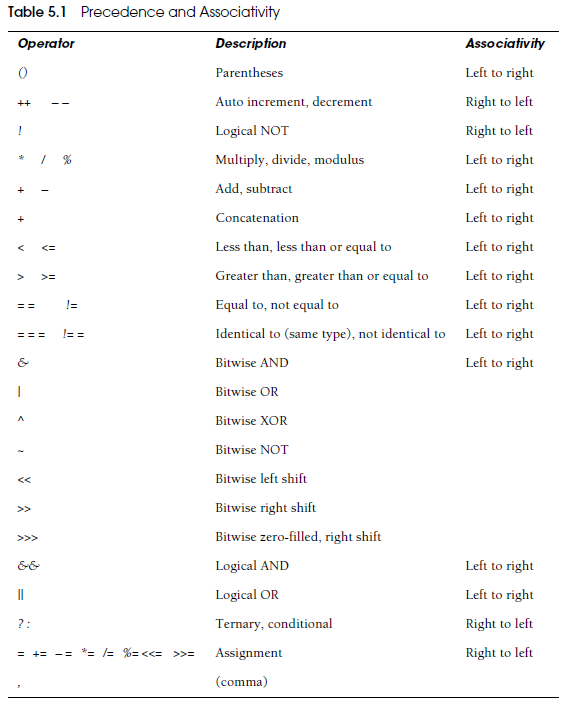 Table 5.1 Precedence and Associativity
Operator Description Associativity
() Parentheses Left to right
++ -- Auto increment, decrement Right to left
! Logical NOT Right to left
* / % Multiply, divide, modulus Left to right
+ - Add, subtract Left to right
+ Concatenation Left to right
< <= Less than, less than or equal to Left to right
> >= Greater than, greater than or equal to Left to right
== != Equal to, not equal to Left to right
=== !== Identical to (same type), not identical to Left to right
& Bitwise AND Left to right
| Bitwise OR
^ Bitwise XOR
~ Bitwise NOT
<< Bitwise left shift
>> Bitwise right shift
>>> Bitwise zero-filled, right shift
&& Logical AND Left to right
|| Logical OR Left to right
? : Ternary, conditional Right to left
= += -= *= /= %= <<= >>= Assignment Right to left
, (comma)